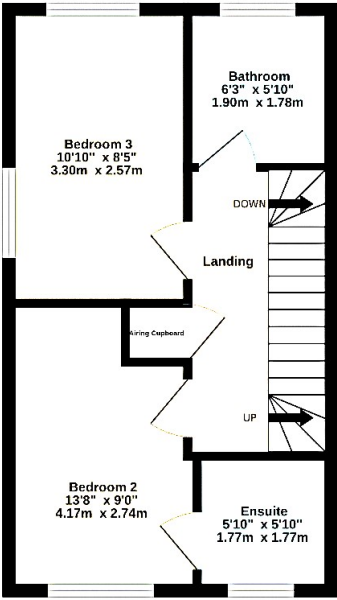 Bathroom
6'3" x 5'10"
1.90m x 1.78m
Bedroom 3
10'10" x 8'5"
3.30m x 2.57m
DOWN
Landing
Airing Cupboard
UP
Bedroom 2
13'8" x 9'0"
4.17m x 2.74m
Ensuite
5'10" x 5'10"
1.77m x 1.77m